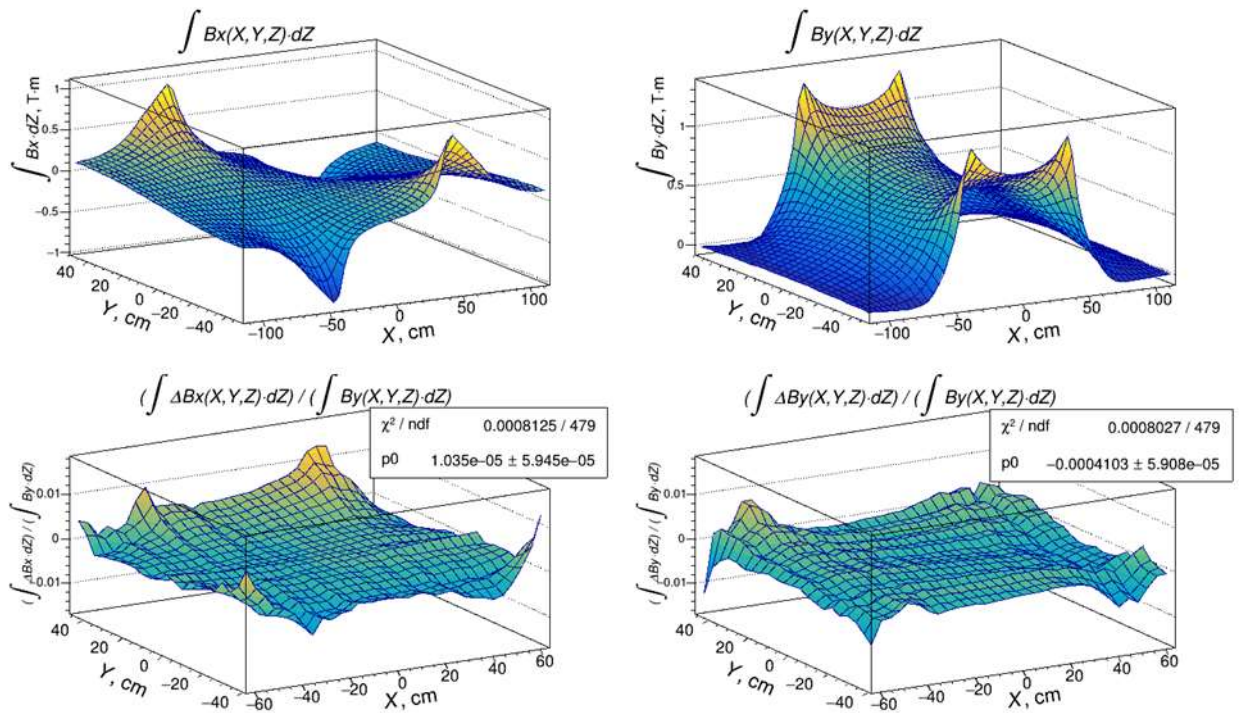 ∫ Bx(X,Y,Z)·dZ
∫ Bx·dZ, T·m
1
0.5
0
−0.5
−1
40
20
0
−20
−40
Y, cm
−100
−50
0
50
100
X, cm
∫ By(X,Y,Z)·dZ
∫ By·dZ, T·m
1
0.5
0
40
20
0
−20
−40
Y, cm
−100
−50
0
50
100
X, cm
(∫ ΔBx(X,Y,Z)·dZ) / (∫ By(X,Y,Z)·dZ)
χ² / ndf 0.0008125 / 479
p0 1.035e−05 ± 5.945e−05
(∫ ΔBx·dZ) / (∫ By·dZ)
0.01
0
−0.01
40
20
0
−20
−40
Y, cm
−60
−40
−20
0
20
40
60
X, cm
(∫ ΔBy(X,Y,Z)·dZ) / (∫ By(X,Y,Z)·dZ)
χ² / ndf 0.0008027 / 479
p0 −0.0004103 ± 5.908e−05
(∫ ΔBy·dZ) / (∫ By·dZ)
0.01
0
−0.01
40
20
0
−20
−40
Y, cm
−60
−40
−20
0
20
40
60
X, cm